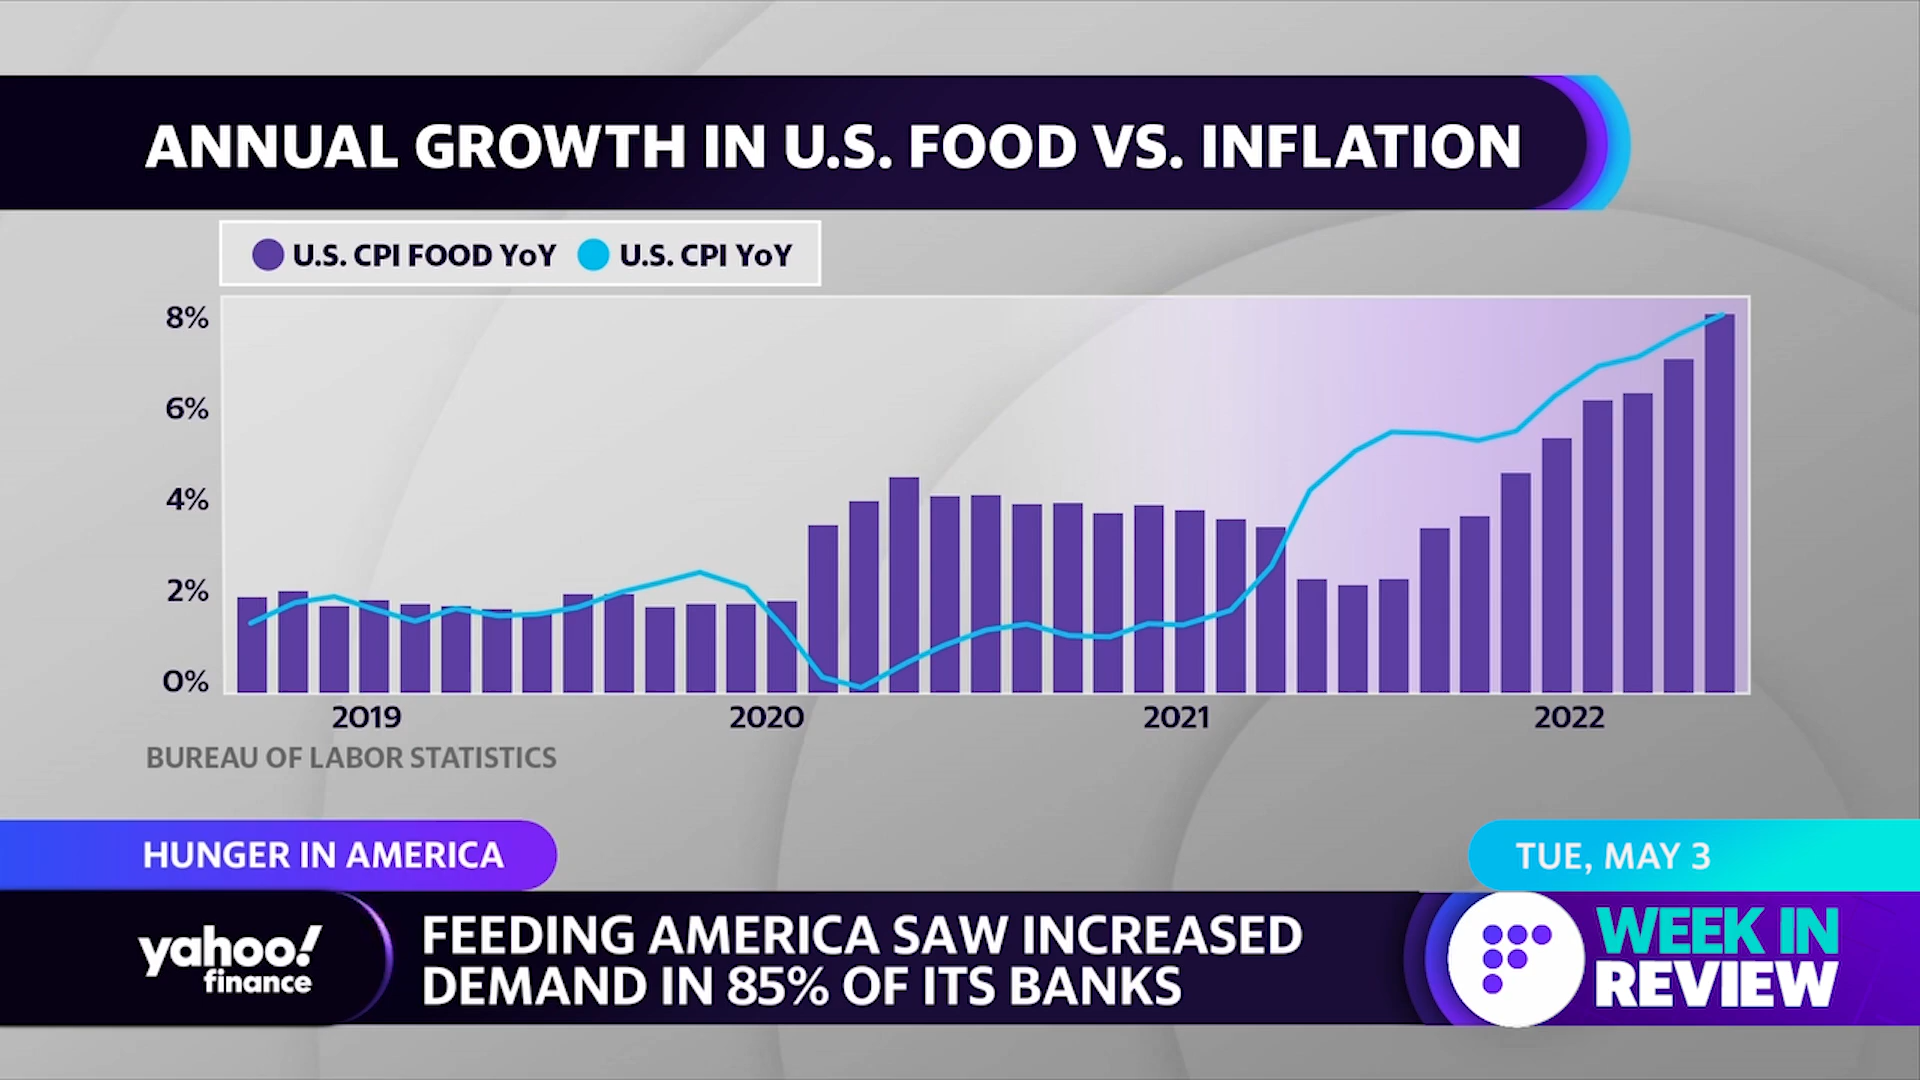 ANNUAL GROWTH IN U.S. FOOD VS. INFLATION
U.S. CPI FOOD YoY U.S. CPI YoY
8%
6%
4%
2%
0%
2019 2020 2021 2022
BUREAU OF LABOR STATISTICS
HUNGER IN AMERICA
TUE, MAY 3
yahoo!
finance
FEEDING AMERICA SAW INCREASED
DEMAND IN 85% OF ITS BANKS
WEEK IN
REVIEW